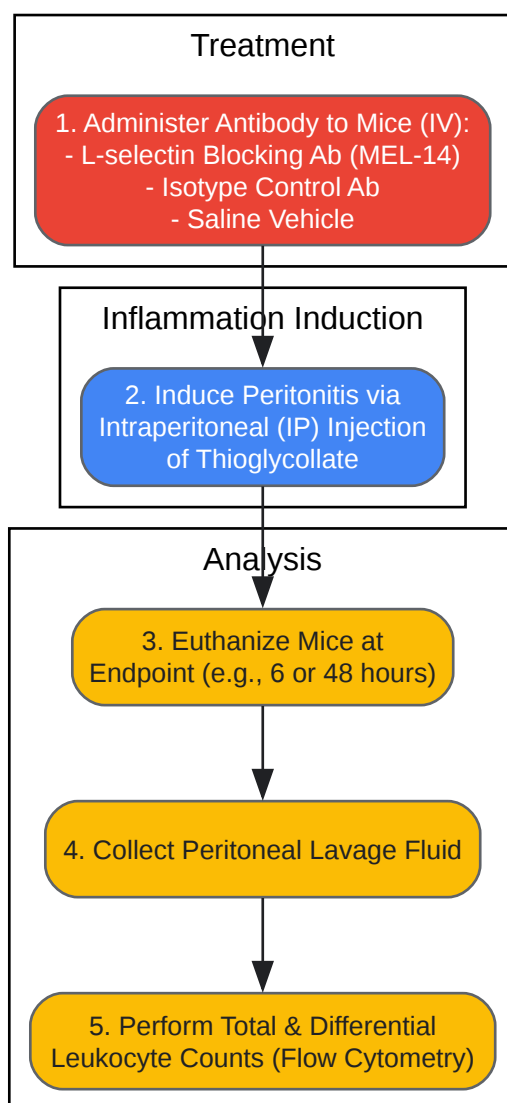 Treatment
1. Administer Antibody to Mice (IV):
- L-selectin Blocking Ab (MEL-14)
- Isotype Control Ab
- Saline Vehicle
Inflammation Induction
2. Induce Peritonitis via
Intraperitoneal (IP) Injection
of Thioglycollate
Analysis
3. Euthanize Mice at
Endpoint (e.g., 6 or 48 hours)
4. Collect Peritoneal Lavage Fluid
5. Perform Total & Differential
Leukocyte Counts (Flow Cytometry)